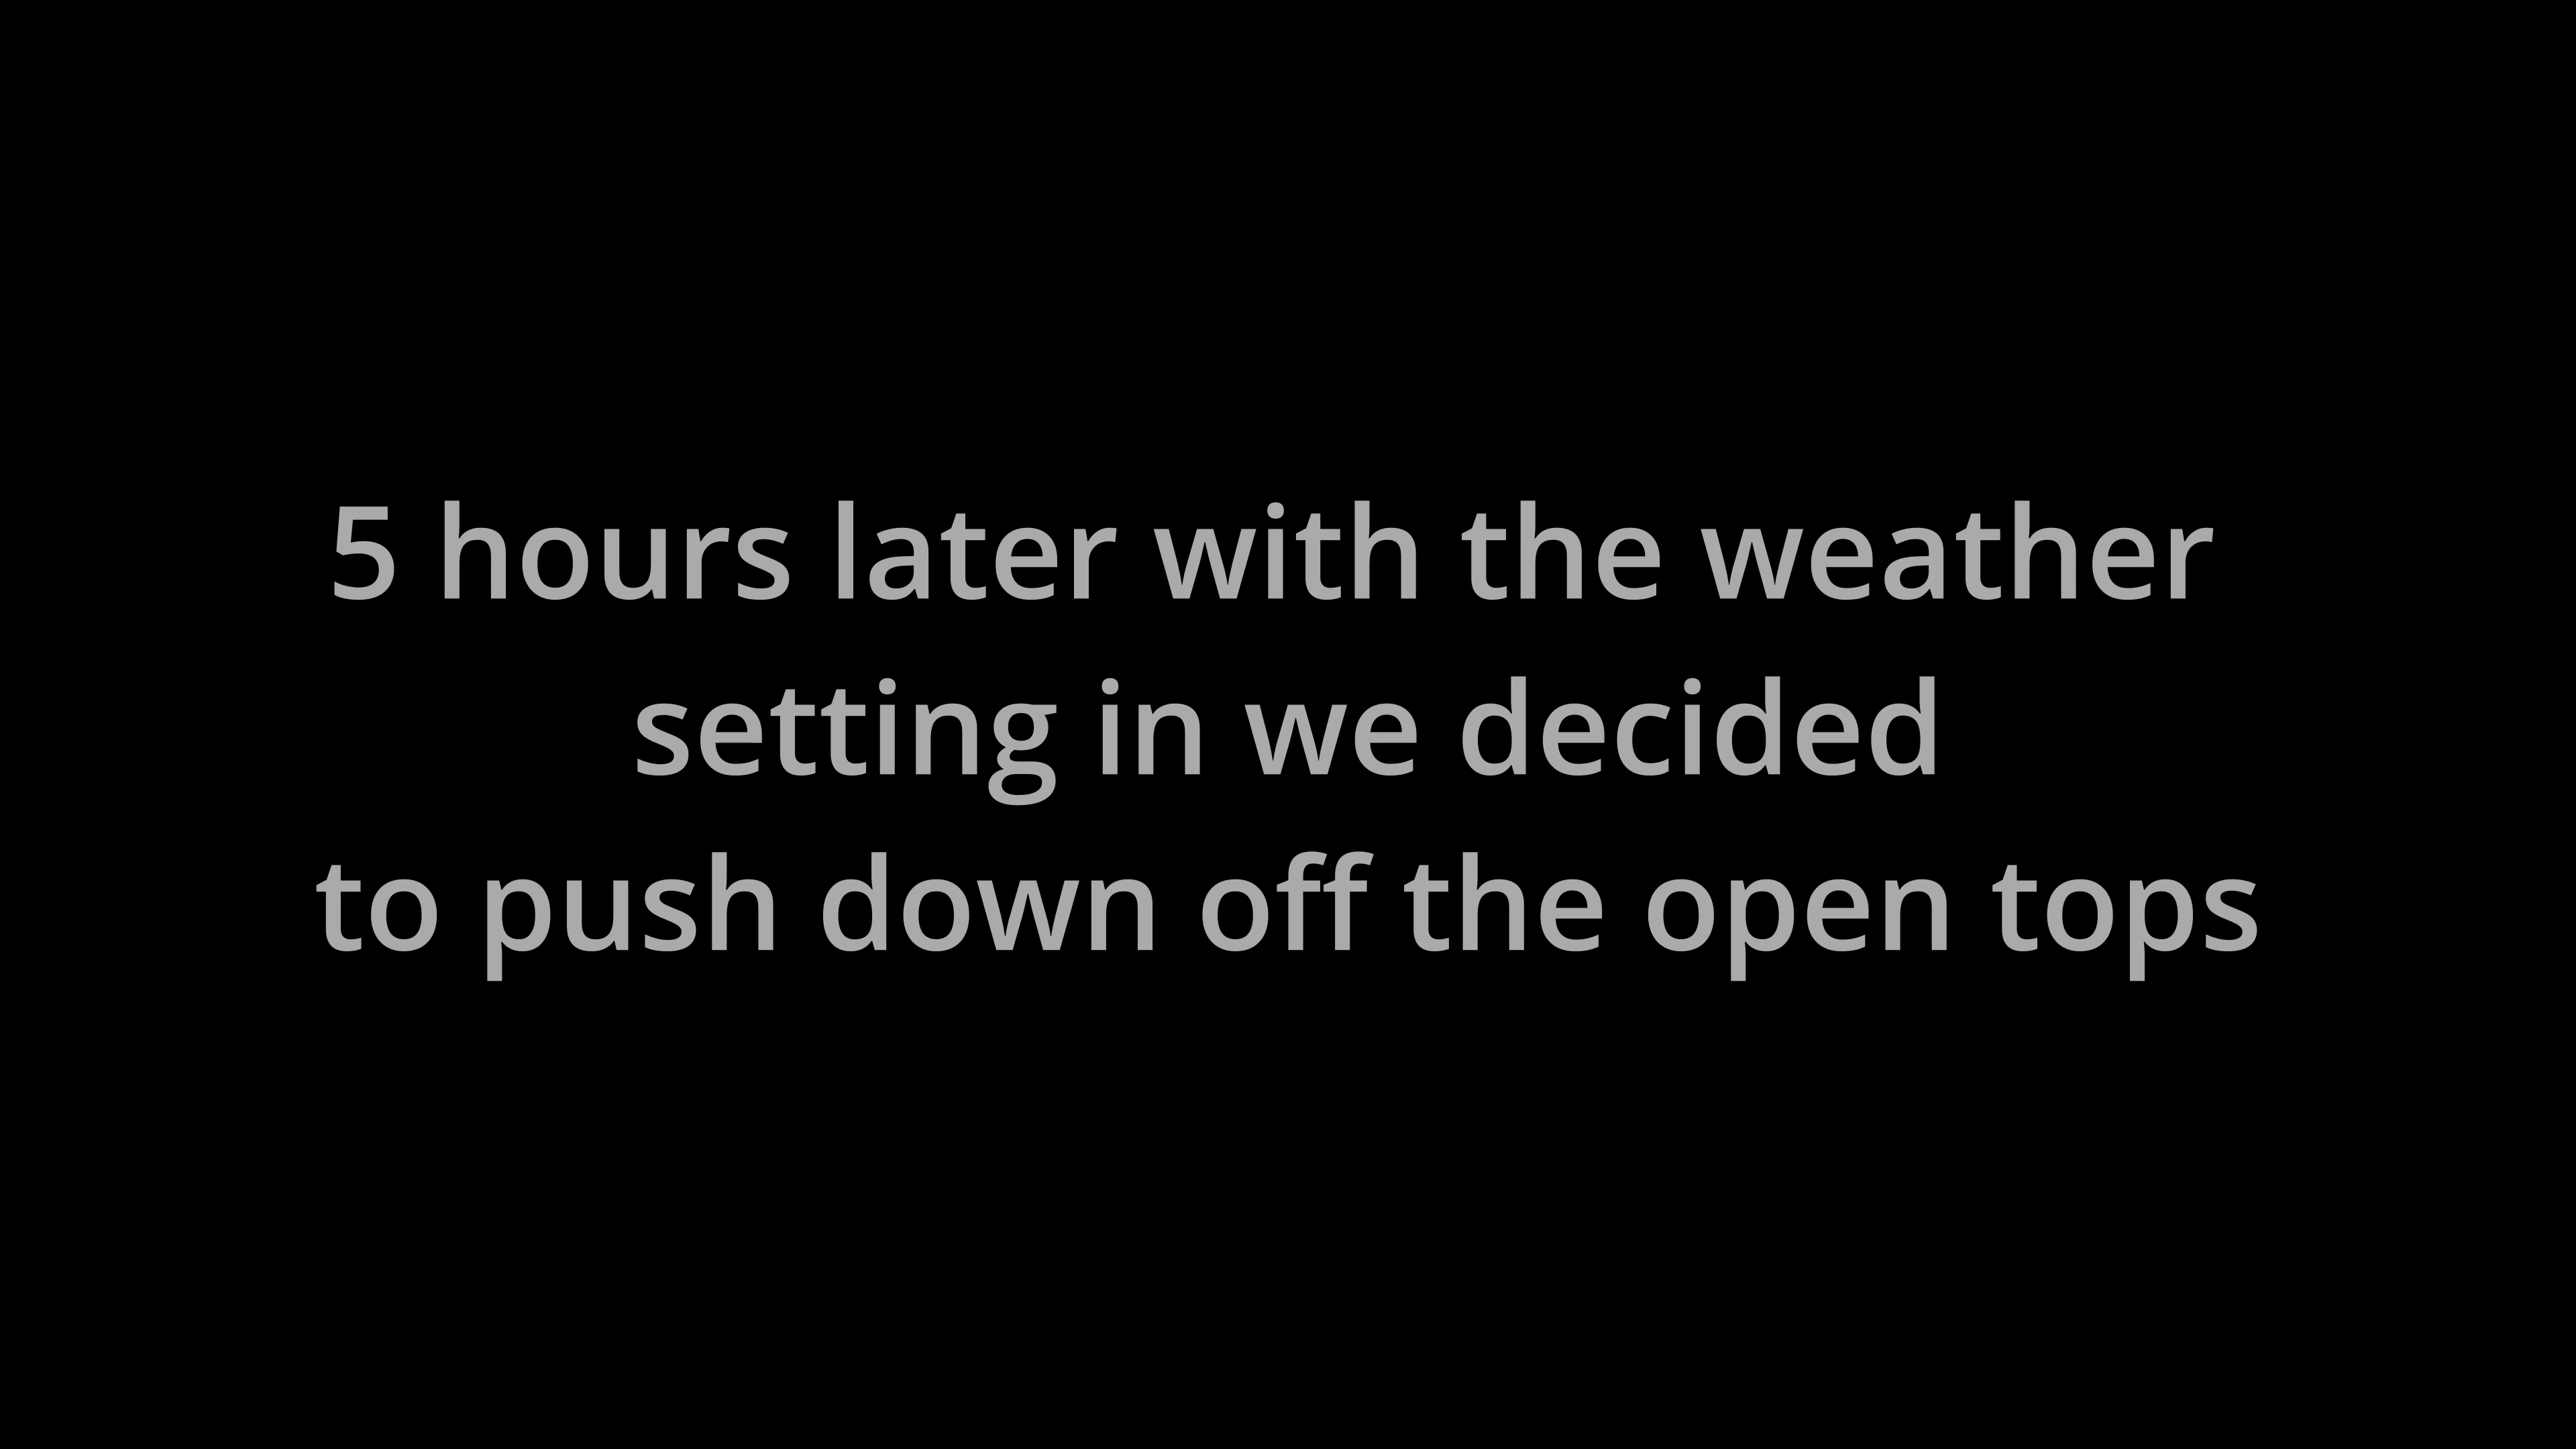 5 hours later with the weather
setting in we decided
to push down off the open tops